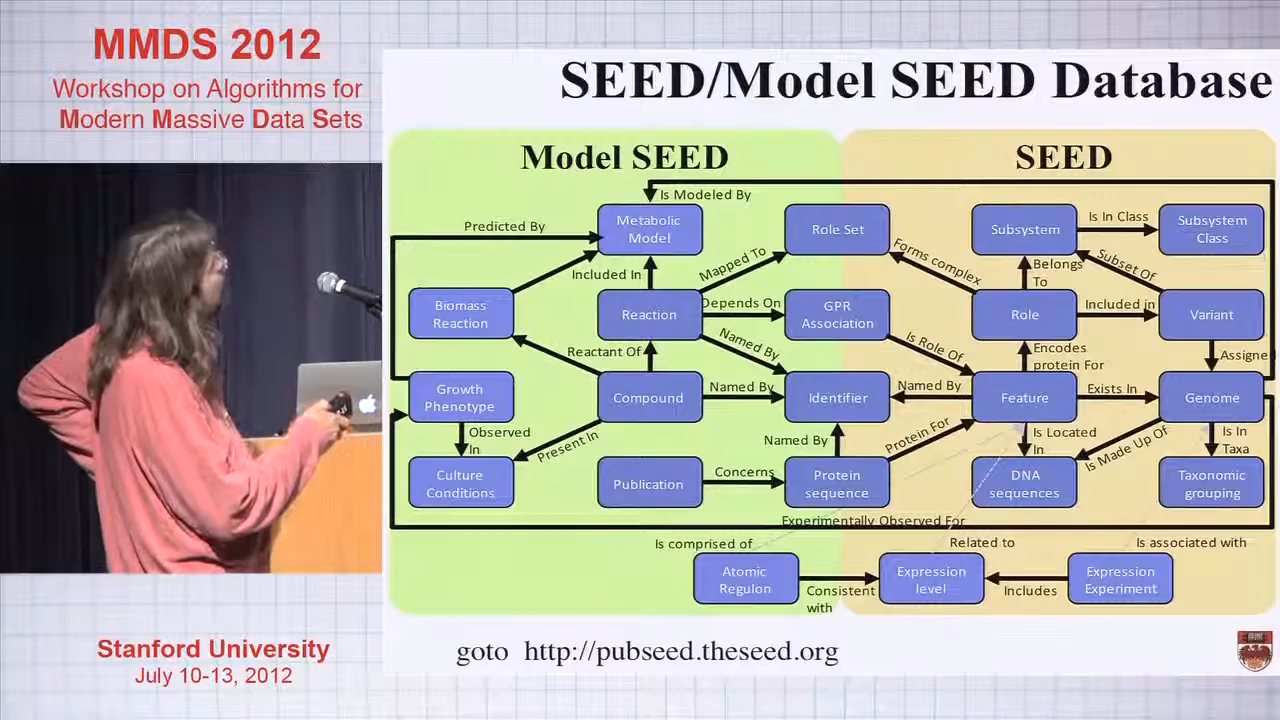 MMDS 2012
Workshop on Algorithms for
Modern Massive Data Sets
SEED/Model SEED Database
Model SEED
SEED
Is Modeled By
Predicted By
Metabolic
Model
Role Set
Subsystem
Is In Class
Subsystem
Class
Included In
Mapped To
Forms complex
Belongs
To
Subset Of
Biomass
Reaction
Reaction
Depends On
GPR
Association
Role
Included in
Variant
Reactant Of
Named By
Is Role Of
Encodes
protein For
Assigned
Growth
Phenotype
Compound
Named By
Identifier
Named By
Feature
Exists In
Genome
Observed
In
Present In
Named By
Protein For
Is Located
In
Is Made Up Of
Is In
Taxa
Culture
Conditions
Publication
Concerns
Protein
sequence
DNA
sequences
Taxonomic
grouping
Experimentally Observed For
Is comprised of
Related to
Is associated with
Atomic
Regulon
Consistent
with
Expression
level
Includes
Expression
Experiment
goto http://pubseed.theseed.org
Stanford University
July 10-13, 2012